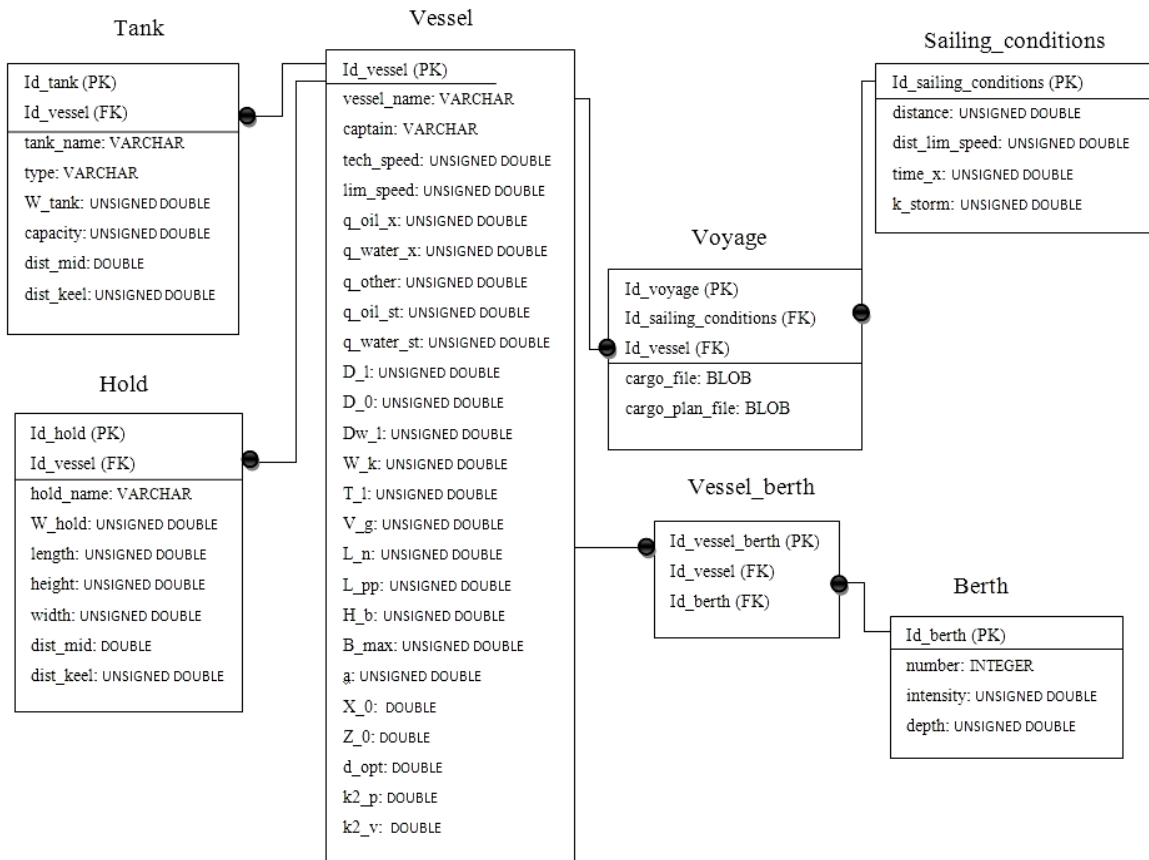 Tank
Id_tank (PK)
Id_vessel (FK)
tank_name: VARCHAR
type: VARCHAR
W_tank: UNSIGNED DOUBLE
capacity: UNSIGNED DOUBLE
dist_mid: DOUBLE
dist_keel: UNSIGNED DOUBLE
Hold
Id_hold (PK)
Id_vessel (FK)
hold_name: VARCHAR
W_hold: UNSIGNED DOUBLE
length: UNSIGNED DOUBLE
height: UNSIGNED DOUBLE
width: UNSIGNED DOUBLE
dist_mid: DOUBLE
dist_keel: UNSIGNED DOUBLE
Vessel
Id_vessel (PK)
vessel_name: VARCHAR
captain: VARCHAR
tech_speed: UNSIGNED DOUBLE
lim_speed: UNSIGNED DOUBLE
q_oil_x: UNSIGNED DOUBLE
q_water_x: UNSIGNED DOUBLE
q_other: UNSIGNED DOUBLE
q_oil_st: UNSIGNED DOUBLE
q_water_st: UNSIGNED DOUBLE
D_l: UNSIGNED DOUBLE
D_0: UNSIGNED DOUBLE
Dw_l: UNSIGNED DOUBLE
W_k: UNSIGNED DOUBLE
T_l: UNSIGNED DOUBLE
V_g: UNSIGNED DOUBLE
L_n: UNSIGNED DOUBLE
L_pp: UNSIGNED DOUBLE
H_b: UNSIGNED DOUBLE
B_max: UNSIGNED DOUBLE
a: UNSIGNED DOUBLE
X_0: DOUBLE
Z_0: DOUBLE
d_opt: DOUBLE
k2_p: DOUBLE
k2_v: DOUBLE
Sailing_conditions
Id_sailing_conditions (PK)
distance: UNSIGNED DOUBLE
dist_lim_speed: UNSIGNED DOUBLE
time_x: UNSIGNED DOUBLE
k_storm: UNSIGNED DOUBLE
Voyage
Id_voyage (PK)
Id_sailing_conditions (FK)
Id_vessel (FK)
cargo_file: BLOB
cargo_plan_file: BLOB
Vessel_berth
Id_vessel_berth (PK)
Id_vessel (FK)
Id_berth (FK)
Berth
Id_berth (PK)
number: INTEGER
intensity: UNSIGNED DOUBLE
depth: UNSIGNED DOUBLE